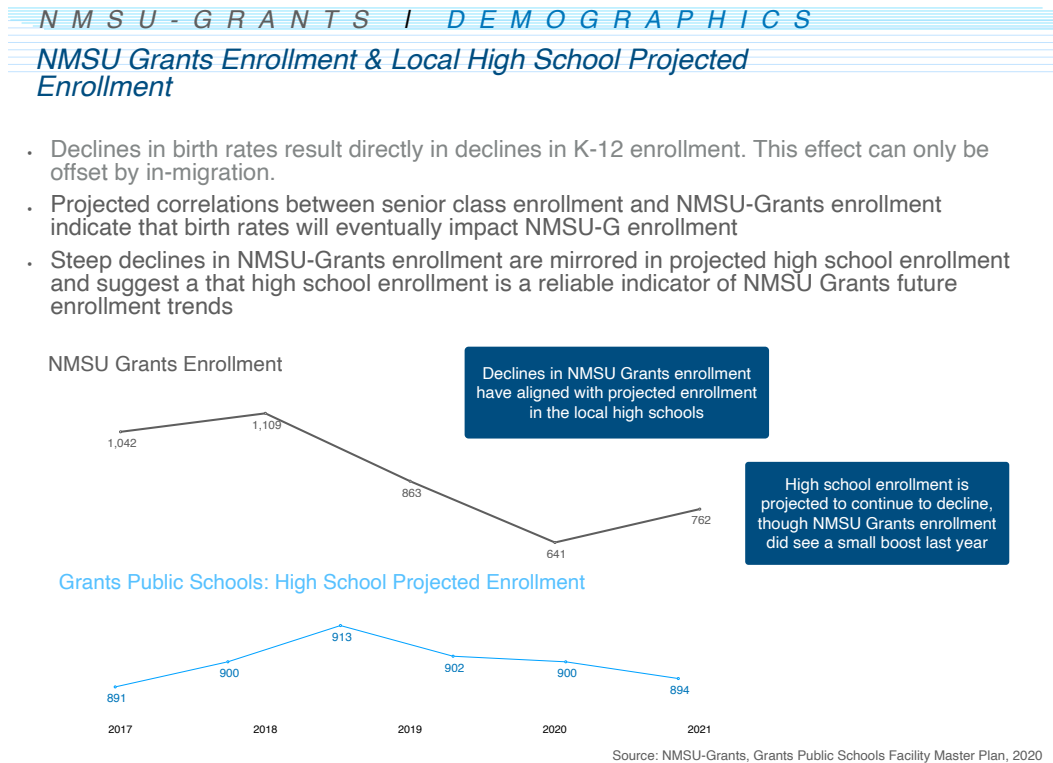 NMSU-GRANTS | DEMOGRAPHICS
NMSU Grants Enrollment & Local High School Projected
Enrollment
• Declines in birth rates result directly in declines in K-12 enrollment. This effect can only be
offset by in-migration.
• Projected correlations between senior class enrollment and NMSU-Grants enrollment
indicate that birth rates will eventually impact NMSU-G enrollment
• Steep declines in NMSU-Grants enrollment are mirrored in projected high school enrollment
and suggest a that high school enrollment is a reliable indicator of NMSU Grants future
enrollment trends
NMSU Grants Enrollment
Declines in NMSU Grants enrollment
have aligned with projected enrollment
in the local high schools
1,042
1,109
863
641
762
High school enrollment is
projected to continue to decline,
though NMSU Grants enrollment
did see a small boost last year
Grants Public Schools: High School Projected Enrollment
891
900
913
902
900
894
2017
2018
2019
2020
2021
Source: NMSU-Grants, Grants Public Schools Facility Master Plan, 2020